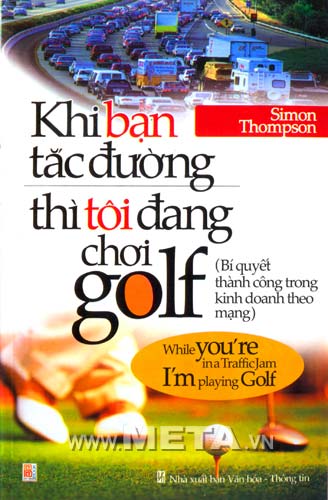 Simon
Thompson
Khi bạn
tắc đường
thì tôi đang
chơi
golf
(Bí quyết
thành công trong
kinh doanh theo
mạng)
While you're
in a Traffic Jam
I'm playing Golf
www.META.vn
Nhà xuất bản Văn hóa - Thông tin